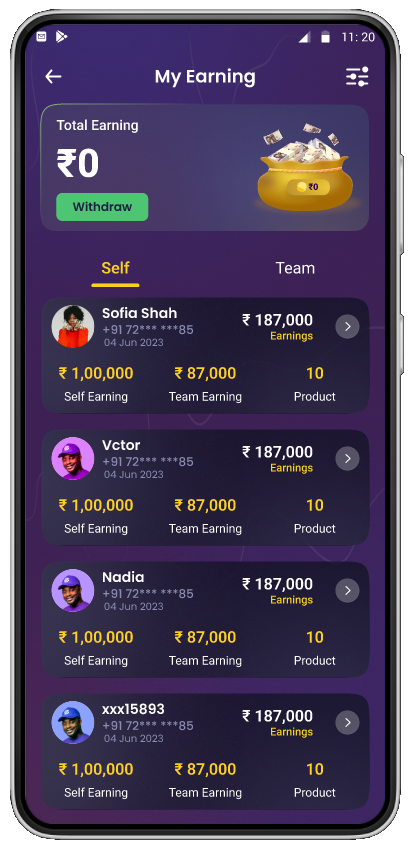 11: 20
My Earning
Total Earning
₹0
₹0
Withdraw
Self Team
Sofia Shah
+91 72*** ***85
04 Jun 2023
₹ 187,000
Earnings
₹ 1,00,000 ₹ 87,000 10
Self Earning Team Earning Product
Vctor
+91 72*** ***85
04 Jun 2023
₹ 187,000
Earnings
₹ 1,00,000 ₹ 87,000 10
Self Earning Team Earning Product
Nadia
+91 72*** ***85
04 Jun 2023
₹ 187,000
Earnings
₹ 1,00,000 ₹ 87,000 10
Self Earning Team Earning Product
xxx15893
+91 72*** ***85
04 Jun 2023
₹ 187,000
Earnings
₹ 1,00,000 ₹ 87,000 10
Self Earning Team Earning Product